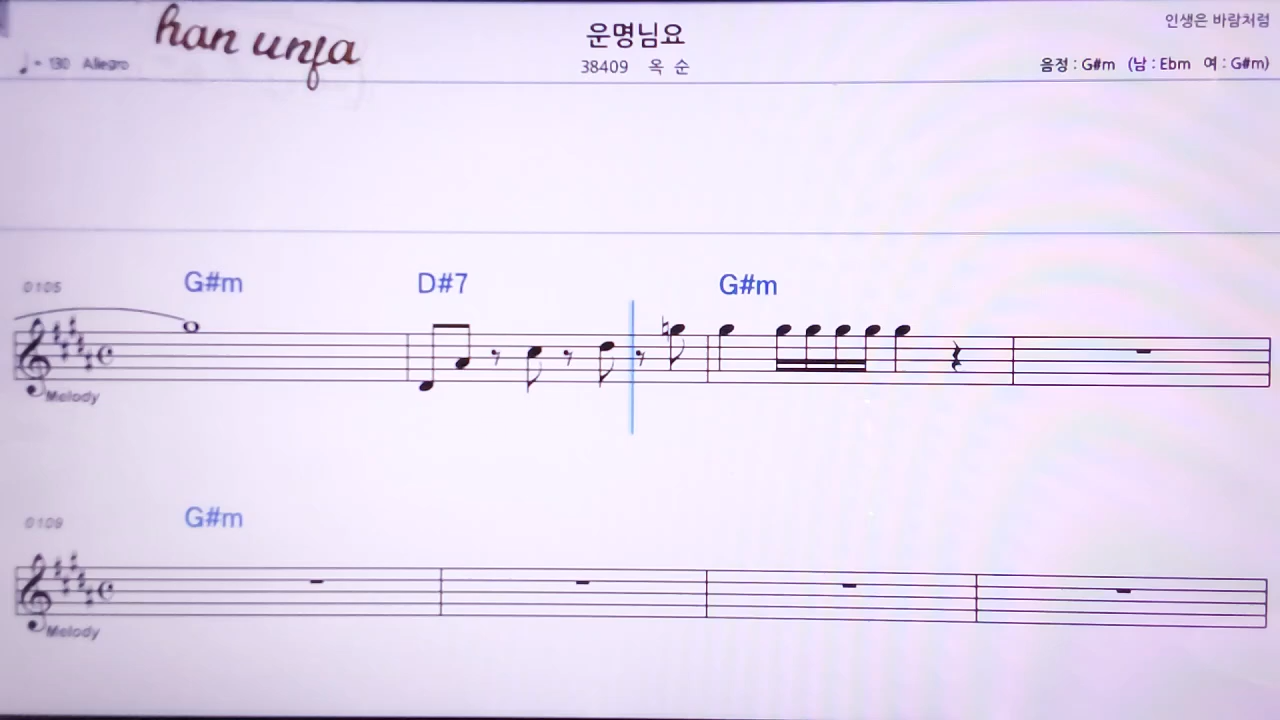 han unfa
운명님요
인생은 바람처럼
♩ = 130 Allegro
38409 옥 순
음정 : G#m (남 : Ebm 여 : G#m)
0105 G#m D#7 G#m
Melody
0109 G#m
Melody